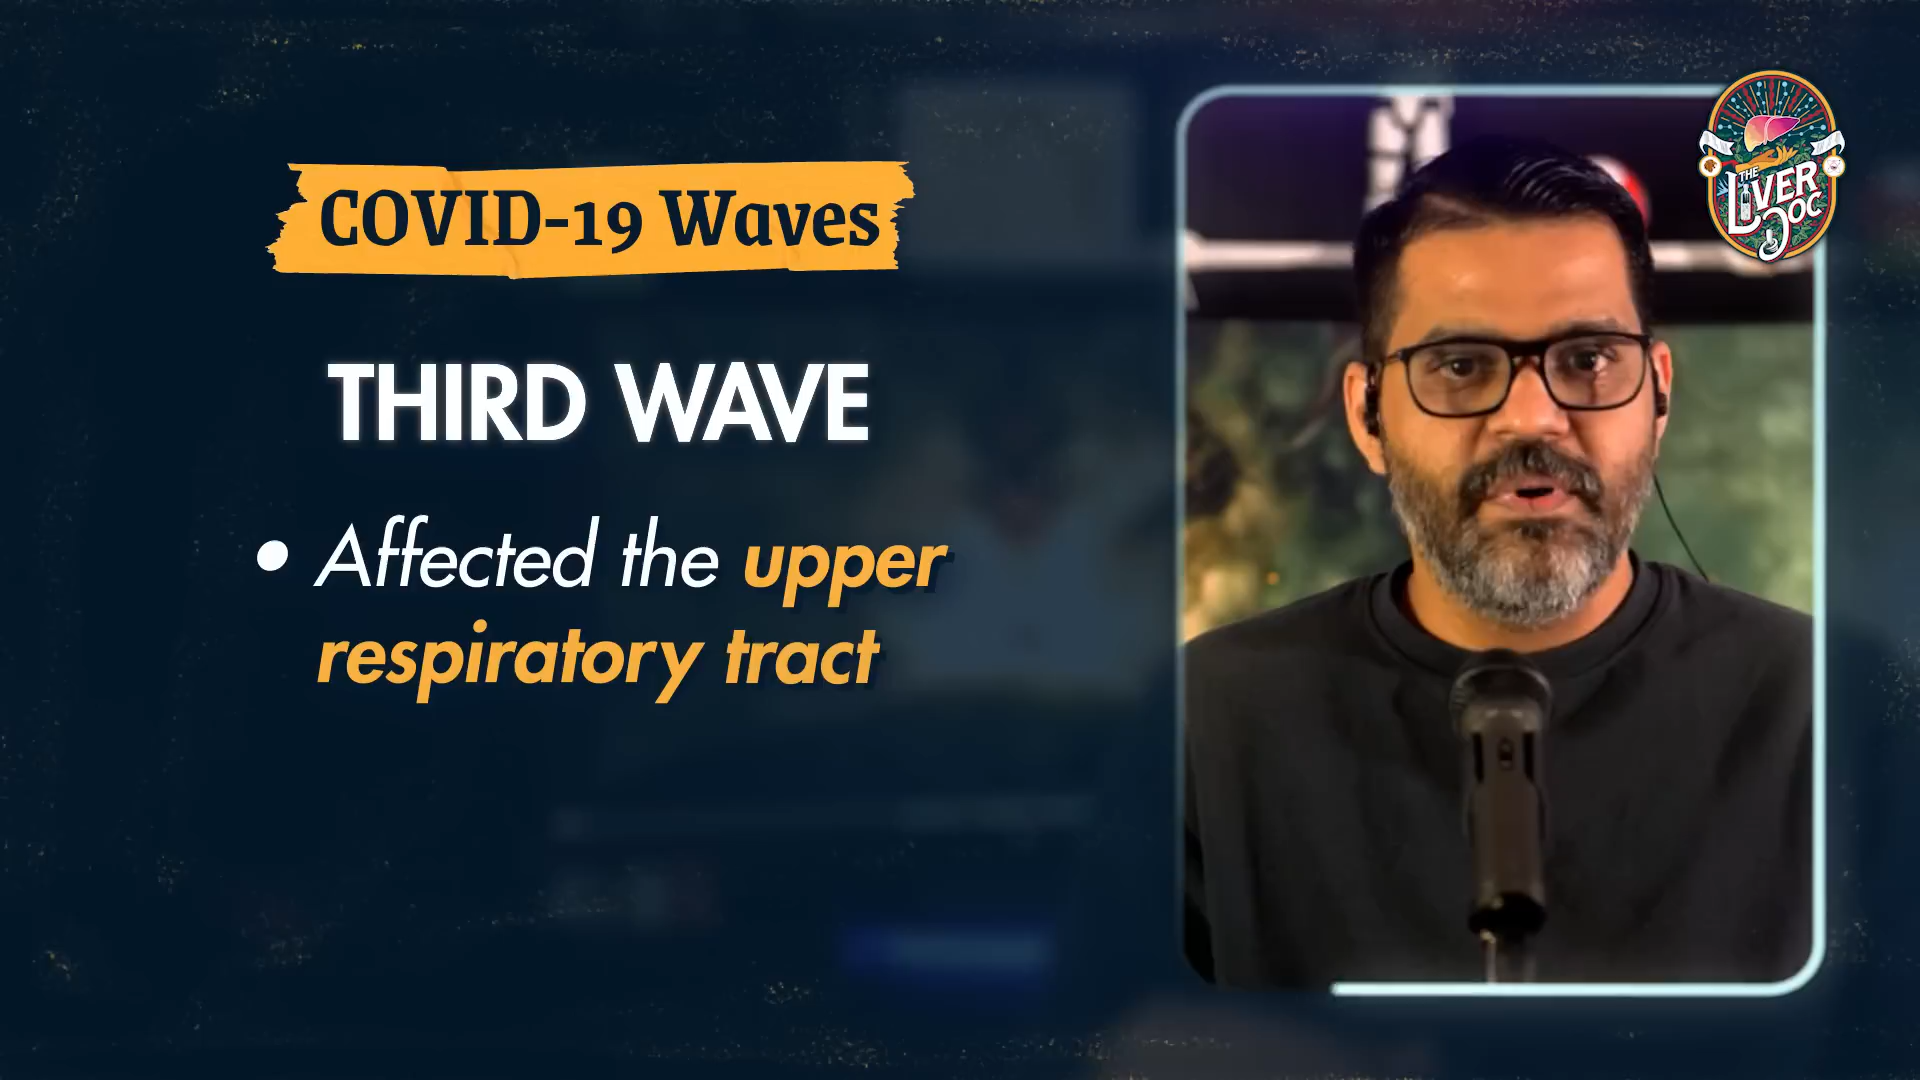 COVID-19 Waves
THIRD WAVE
• Affected the upper
respiratory tract
THE
LIVER
DOC